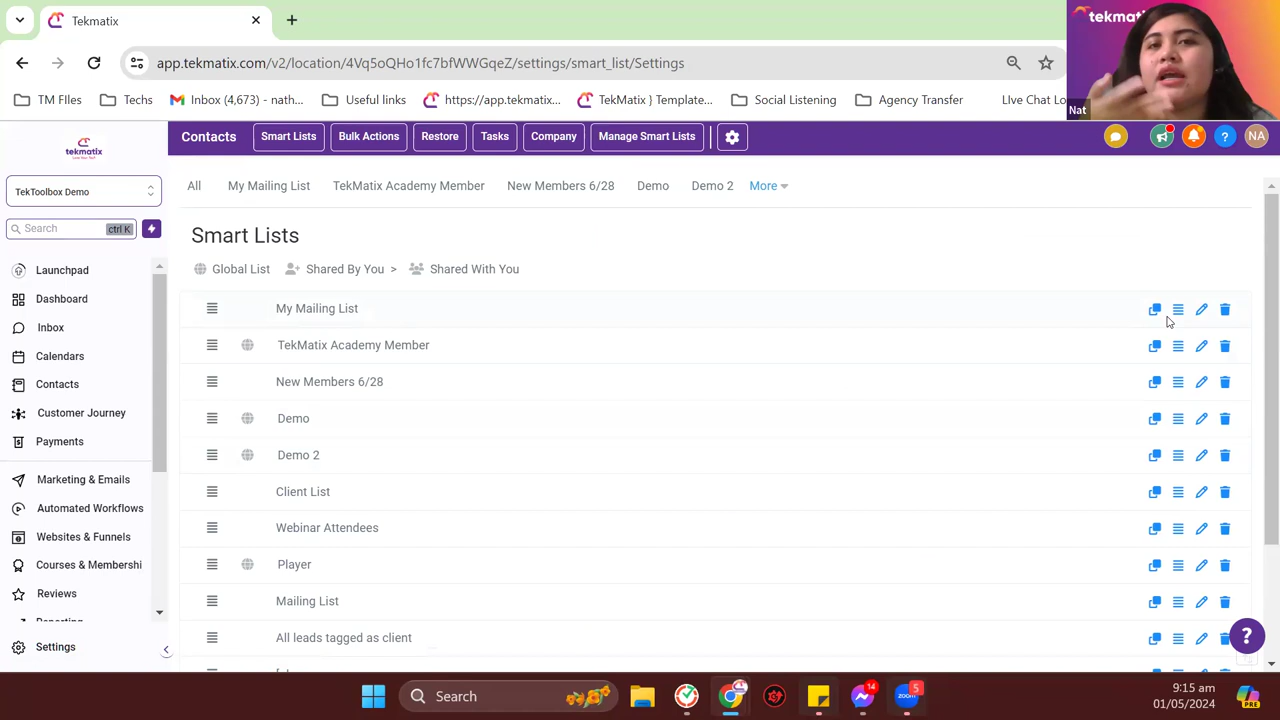 Tekmatix
app.tekmatix.com/v2/location/4Vq5oQHo1fc7bfWWGqeZ/settings/smart_list/Settings
TM FIles
Techs
Inbox (4,673) – nath...
Useful links
https://app.tekmatix...
TekMatix } Template...
Social Listening
Agency Transfer
LIve Chat Lo
tekmati
Nat
tekmatix
Contacts
Smart Lists
Bulk Actions
Restore
Tasks
Company
Manage Smart Lists
NA
TekToolbox Demo
Search
ctrl K
All
My Mailing List
TekMatix Academy Member
New Members 6/28
Demo
Demo 2
More
Smart Lists
Global List
Shared By You >
Shared With You
My Mailing List
TekMatix Academy Member
New Members 6/28
Demo
Demo 2
Client List
Webinar Attendees
Player
Mailing List
All leads tagged as client
Launchpad
Dashboard
Inbox
Calendars
Contacts
Customer Journey
Payments
Marketing & Emails
Automated Workflows
Websites & Funnels
Courses & Membershi
Reviews
Reporting
Settings
?
Search
14
zoom
5
9:15 am
01/05/2024
PRE